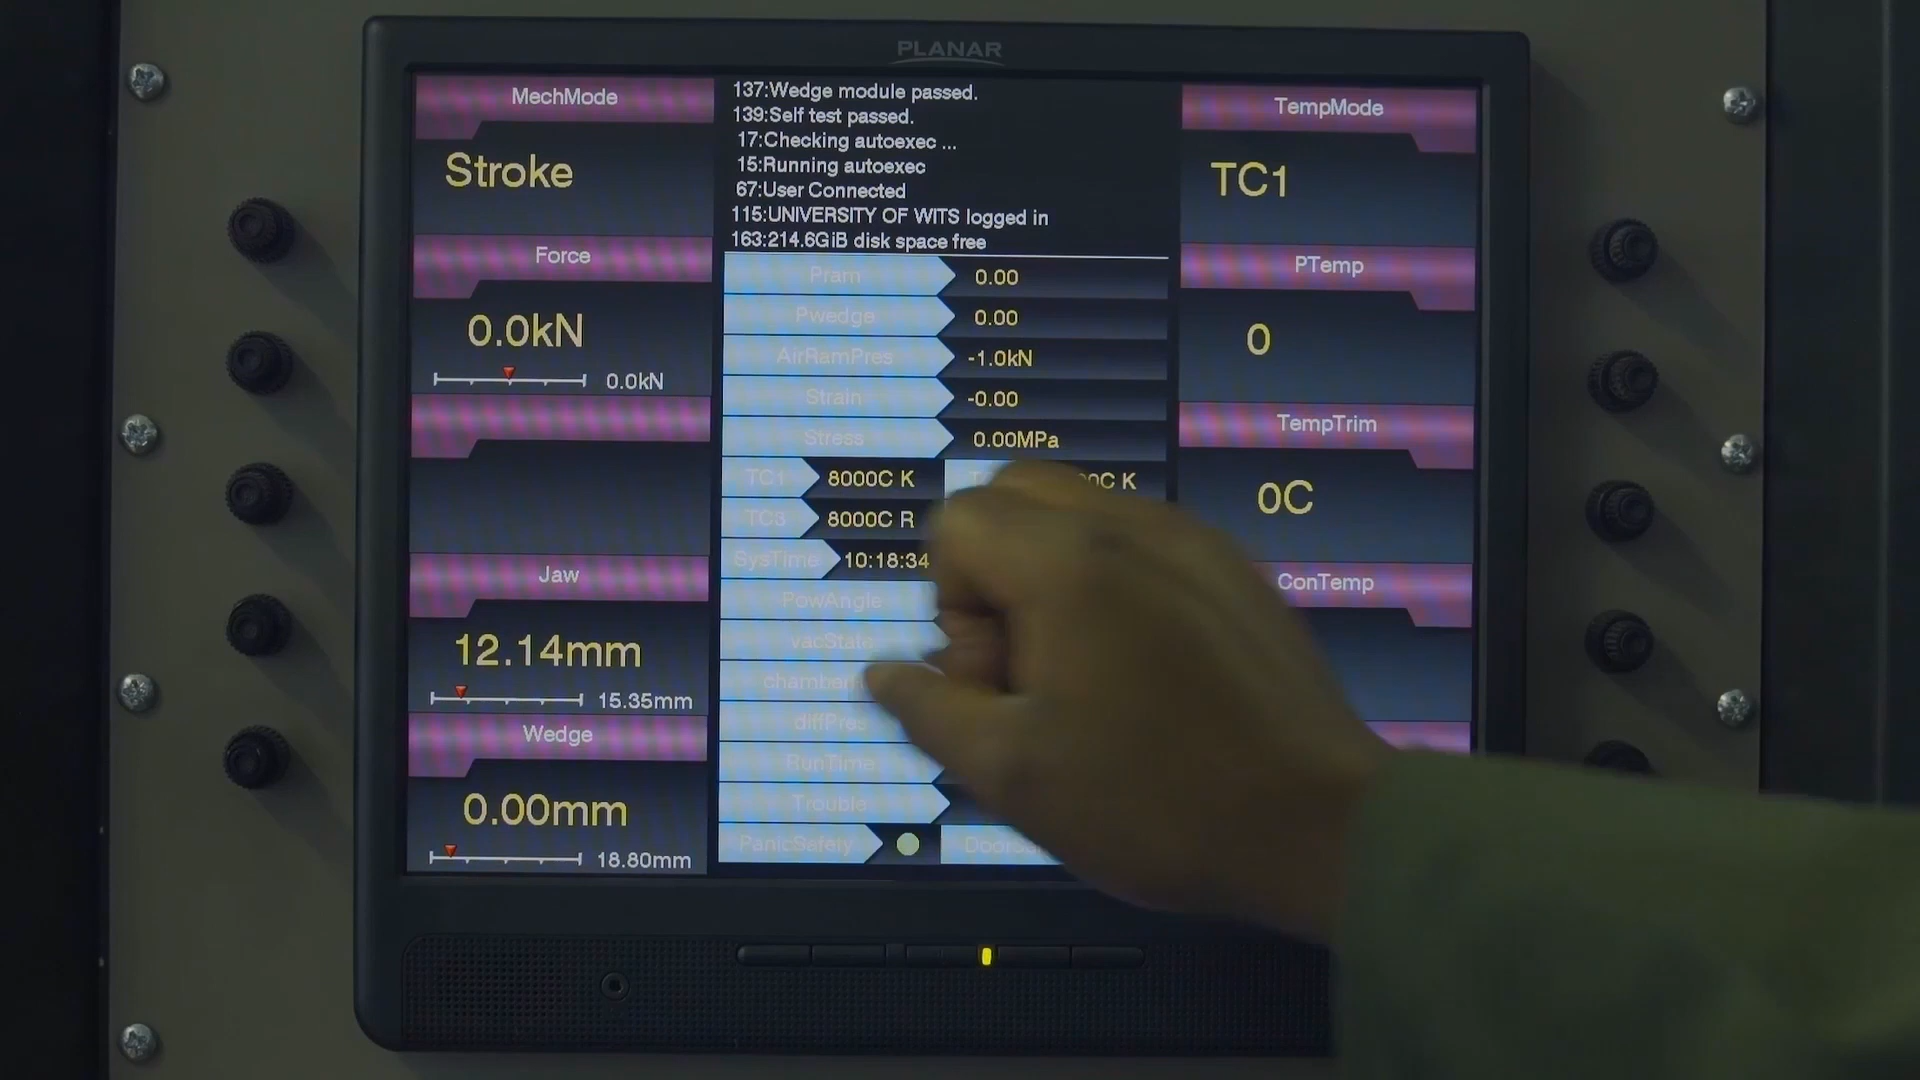 PLANAR
MechMode
Stroke
Force
0.0kN
0.0kN
Jaw
12.14mm
15.35mm
Wedge
0.00mm
18.80mm
137:Wedge module passed.
139:Self test passed.
17:Checking autoexec ...
15:Running autoexec
67:User Connected
115:UNIVERSITY OF WITS logged in
163:214.6GiB disk space free
Pram 0.00
Pwedge 0.00
AirRamPres -1.0kN
Strain -0.00
Stress 0.00MPa
TC1 8000C K K
TC3 8000C R
SysTime 10:18:34
PowAngle
vacState
diffPres
RunTime
Trouble
PanicSafety
TempMode
TC1
PTemp
0
TempTrim
0C
ConTemp